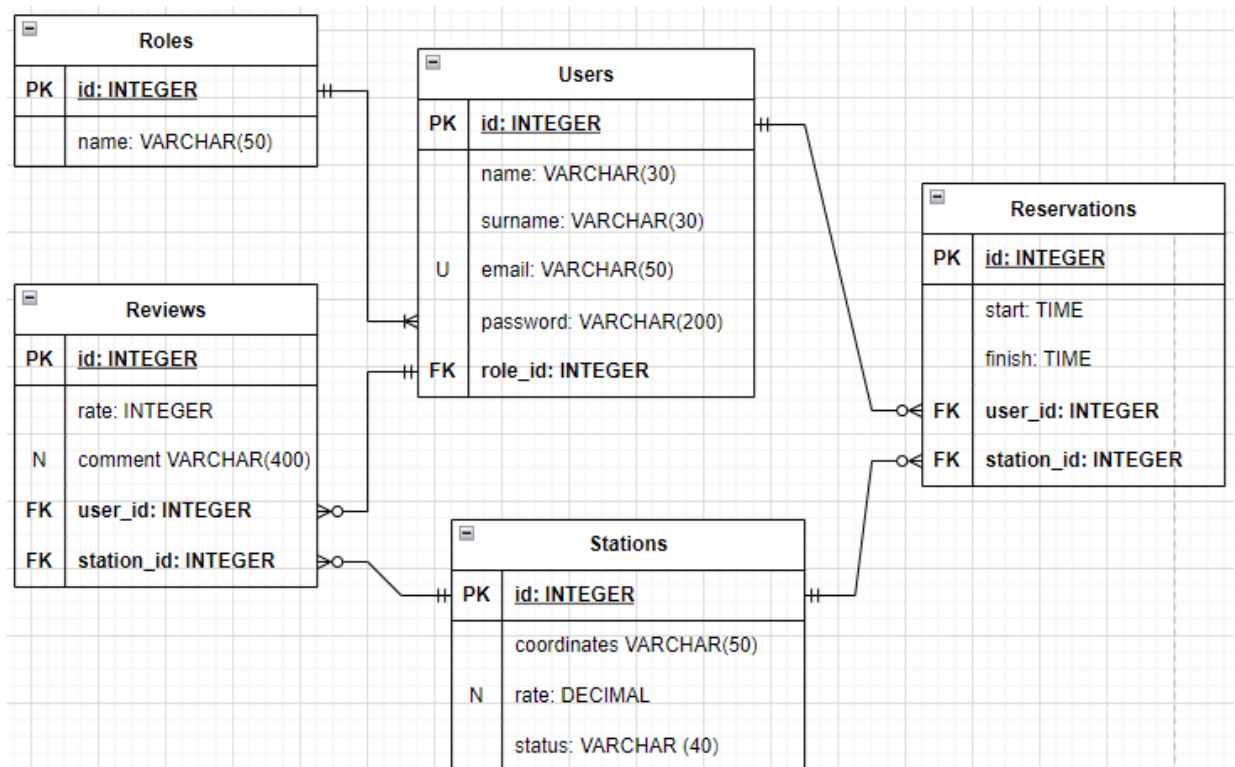 Roles
PK id: INTEGER
name: VARCHAR(50)
Users
PK id: INTEGER
name: VARCHAR(30)
surname: VARCHAR(30)
U email: VARCHAR(50)
password: VARCHAR(200)
FK role_id: INTEGER
Reservations
PK id: INTEGER
start: TIME
finish: TIME
FK user_id: INTEGER
FK station_id: INTEGER
Reviews
PK id: INTEGER
rate: INTEGER
N comment VARCHAR(400)
FK user_id: INTEGER
FK station_id: INTEGER
Stations
PK id: INTEGER
coordinates VARCHAR(50)
N rate: DECIMAL
status: VARCHAR (40)